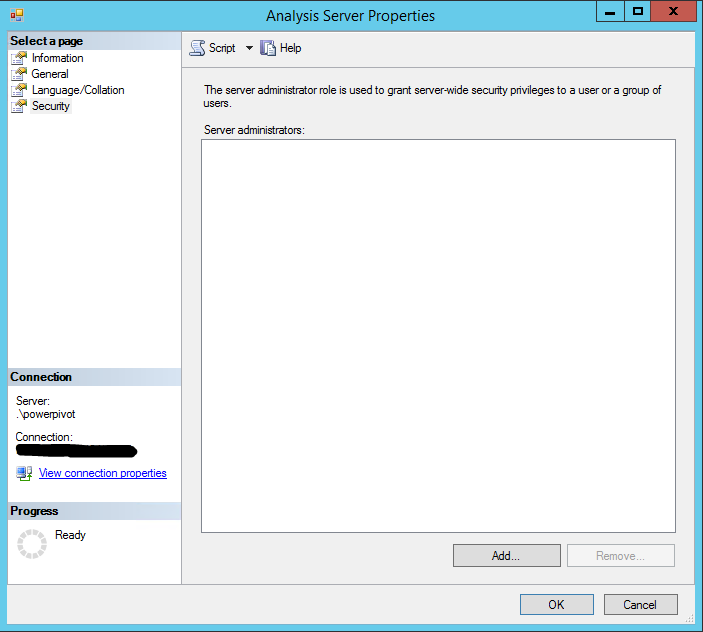 Analysis Server Properties
Select a page
Information
General
Language/Collation
Security
Script
Help
The server administrator role is used to grant server-wide security privileges to a user or a group of
users.
Server administrators:
Connection
Server:
.\powerpivot
Connection:
View connection properties
Progress
Ready
Add...
Remove...
OK
Cancel